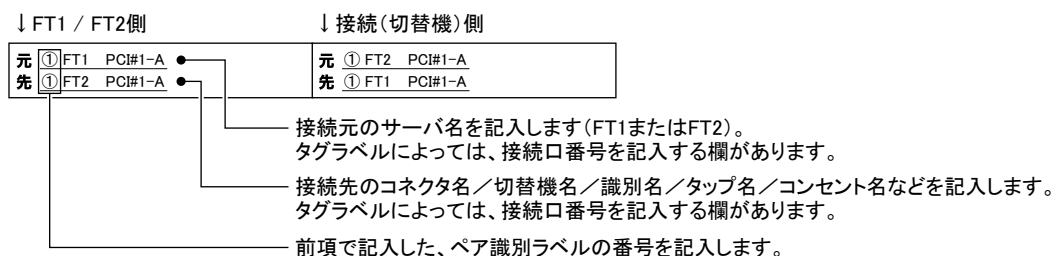 ↓FT1 / FT2側
↓接続(切替機)側
元 ①FT1 PCI#1-A
先 ①FT2 PCI#1-A
元 ①FT2 PCI#1-A
先 ①FT1 PCI#1-A
接続元のサーバ名を記入します(FT1またはFT2)。
タグラベルによっては、接続口番号を記入する欄があります。
接続先のコネクタ名/切替機名/識別名/タップ名/コンセント名などを記入します。
タグラベルによっては、接続口番号を記入する欄があります。
前項で記入した、ペア識別ラベルの番号を記入します。